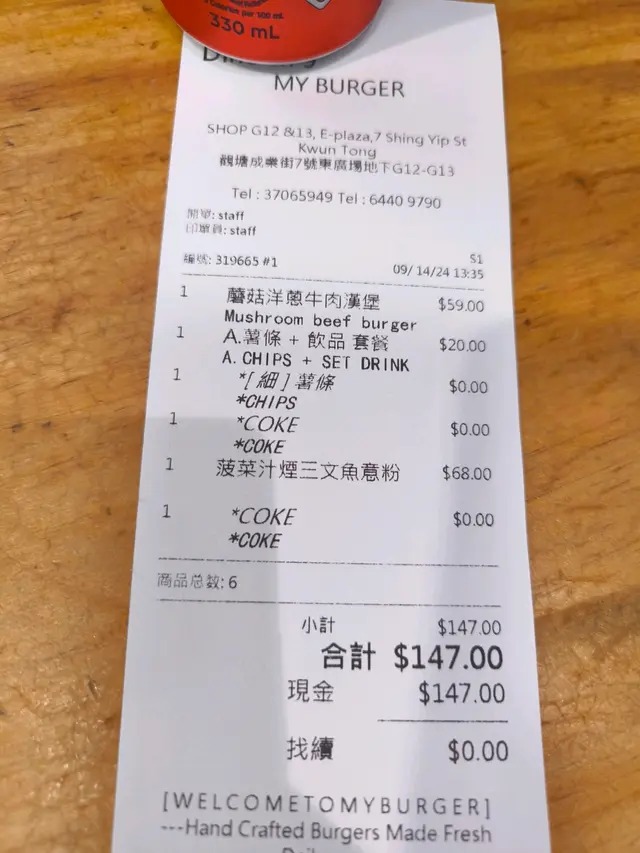 330 mL
MY BURGER
SHOP G12 &13, E-plaza,7 Shing Yip St
Kwun Tong
觀塘成業街7號東廣場地下G12-G13
Tel : 37065949 Tel : 6440 9790
開單: staff
印單員: staff
S1
編號: 319665 #1 09/ 14/24 13:35
1 蘑菇洋蔥牛肉漢堡 $59.00
Mushroom beef burger
1 A.薯條 + 飲品 套餐 $20.00
A. CHIPS + SET DRINK
1 *[ 細 ] 薯條 $0.00
*CHIPS
1 *COKE $0.00
*COKE
1 菠菜汁煙三文魚意粉 $68.00
1 *COKE $0.00
*COKE
商品总数: 6
小計 $147.00
合計 $147.00
現金 $147.00
找續 $0.00
[WELCOMETOMYBURGER]
---Hand Crafted Burgers Made Fresh